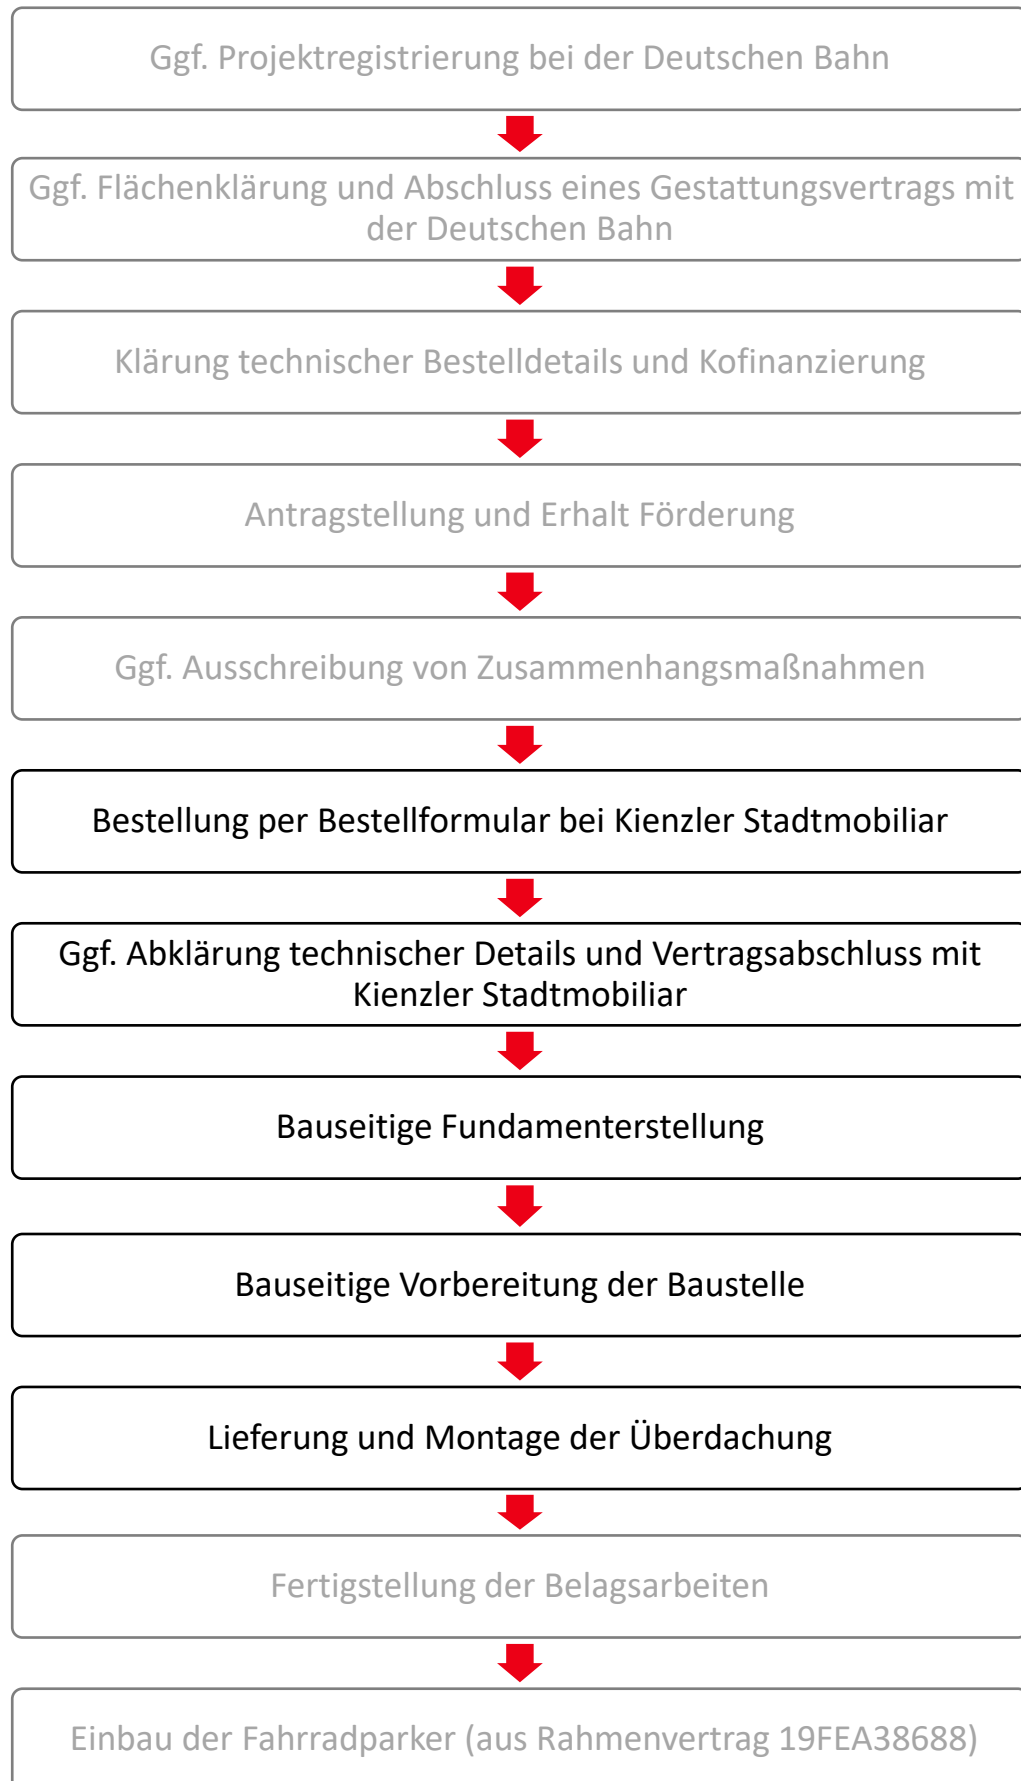 Ggf. Projektregistrierung bei der Deutschen Bahn
Ggf. Flächenklärung und Abschluss eines Gestattungsvertrags mit
der Deutschen Bahn
Klärung technischer Bestelldetails und Kofinanzierung
Antragstellung und Erhalt Förderung
Ggf. Ausschreibung von Zusammenhangsmaßnahmen
Bestellung per Bestellformular bei Kienzler Stadtmobiliar
Ggf. Abklärung technischer Details und Vertragsabschluss mit
Kienzler Stadtmobiliar
Bauseitige Fundamenterstellung
Bauseitige Vorbereitung der Baustelle
Lieferung und Montage der Überdachung
Fertigstellung der Belagsarbeiten
Einbau der Fahrradparker (aus Rahmenvertrag 19FEA38688)